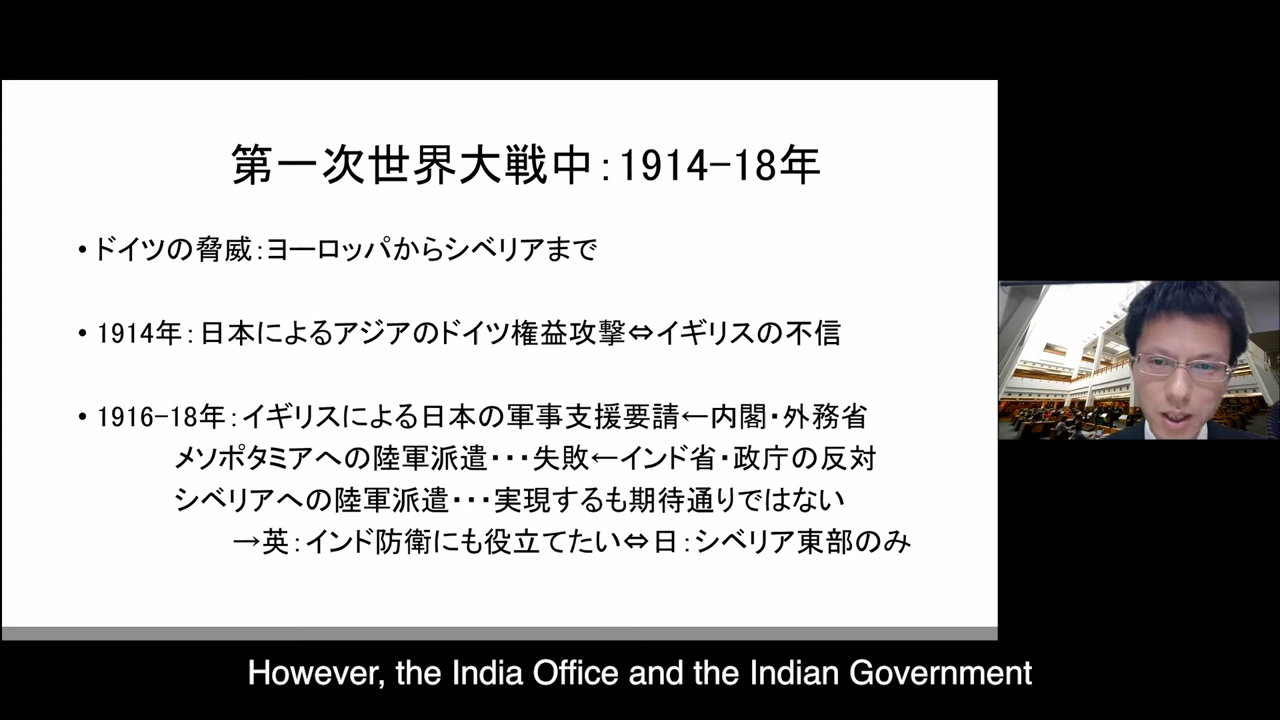 第一次世界大戦中：1914-18年
• ドイツの脅威：ヨーロッパからシベリアまで
• 1914年：日本によるアジアのドイツ権益攻撃⇔イギリスの不信
• 1916-18年：イギリスによる日本の軍事支援要請←内閣・外務省
メソポタミアへの陸軍派遣・・・失敗←インド省・政庁の反対
シベリアへの陸軍派遣・・・実現するも期待通りではない
→英：インド防衛にも役立てたい⇔日：シベリア東部のみ
However, the India Office and the Indian Government